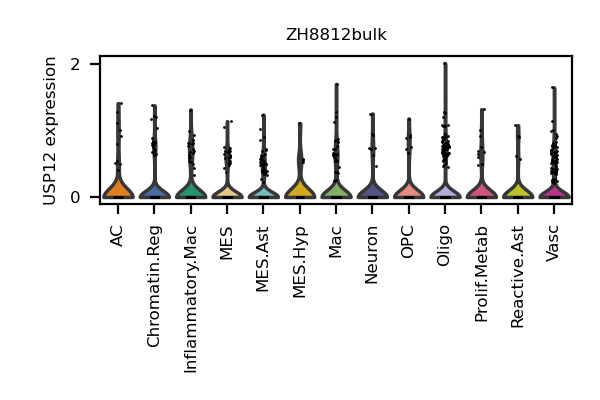 ZH8812bulk
USP12 expression
2
0
AC
Chromatin.Reg
Inflammatory.Mac
MES
MES.Ast
MES.Hyp
Mac
Neuron
OPC
Oligo
Prolif.Metab
Reactive.Ast
Vasc